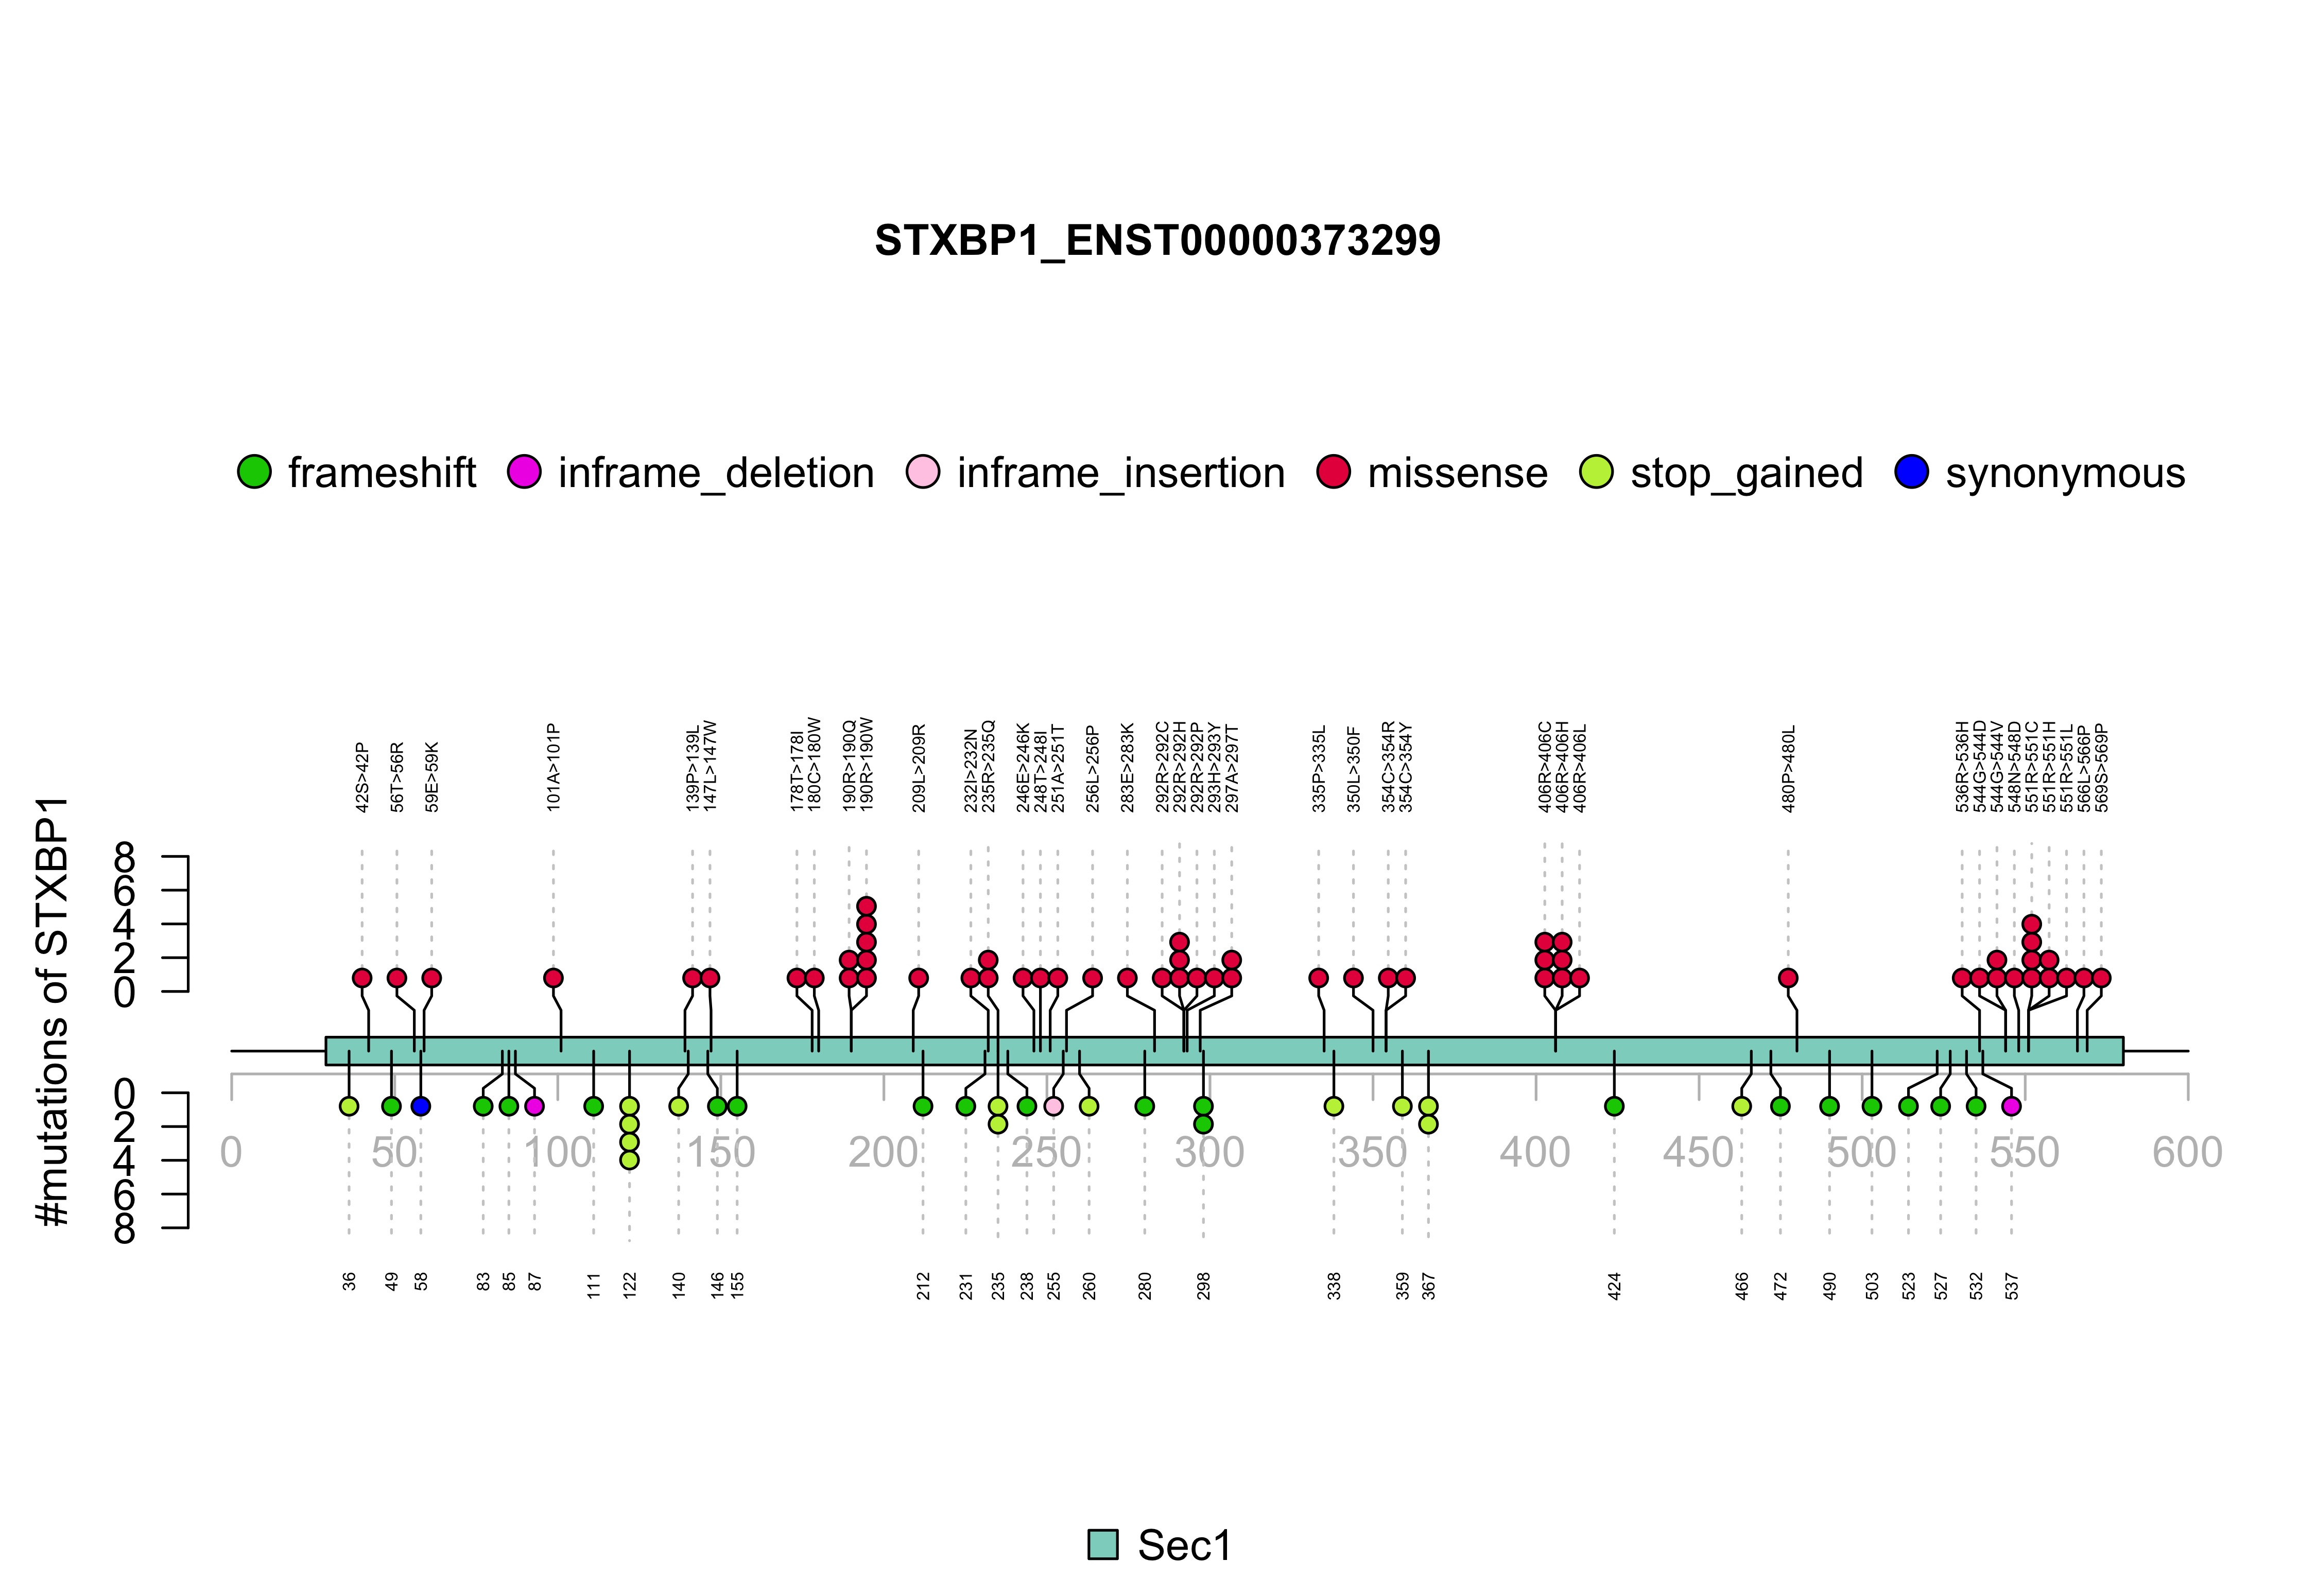 STXBP1_ENST00000373299
frameshift inframe_deletion inframe_insertion missense stop_gained synonymous
42S>42P 56T>56R 59E>59K 101A>101P 139P>139L 147L>147W 178T>178I 180C>180W 190R>190Q 190R>190W 209L>209R 232I>232N 235R>235Q 246E>246K 248T>248I 251A>251T 256L>256P 283E>283K 292R>292C 292R>292H 292R>292P 293H>293Y 297A>297T 335P>335L 350L>350F 354C>354R 354C>354Y 406R>406C 406R>406H 406R>406L 480P>480L 536R>536H 544G>544D 544G>544V 548N>548D 551R>551C 551R>551H 551R>551L 566L>566P 569S>569P
#mutations of STXBP1
8
6
4
2
0
0
2
4
6
8
0 50 100 150 200 250 300 350 400 450 500 550 600
36 49 58 83 85 87 111 122 140 146 155 212 231 235 238 255 260 280 298 338 359 367 424 466 472 490 503 523 527 532 537
Sec1